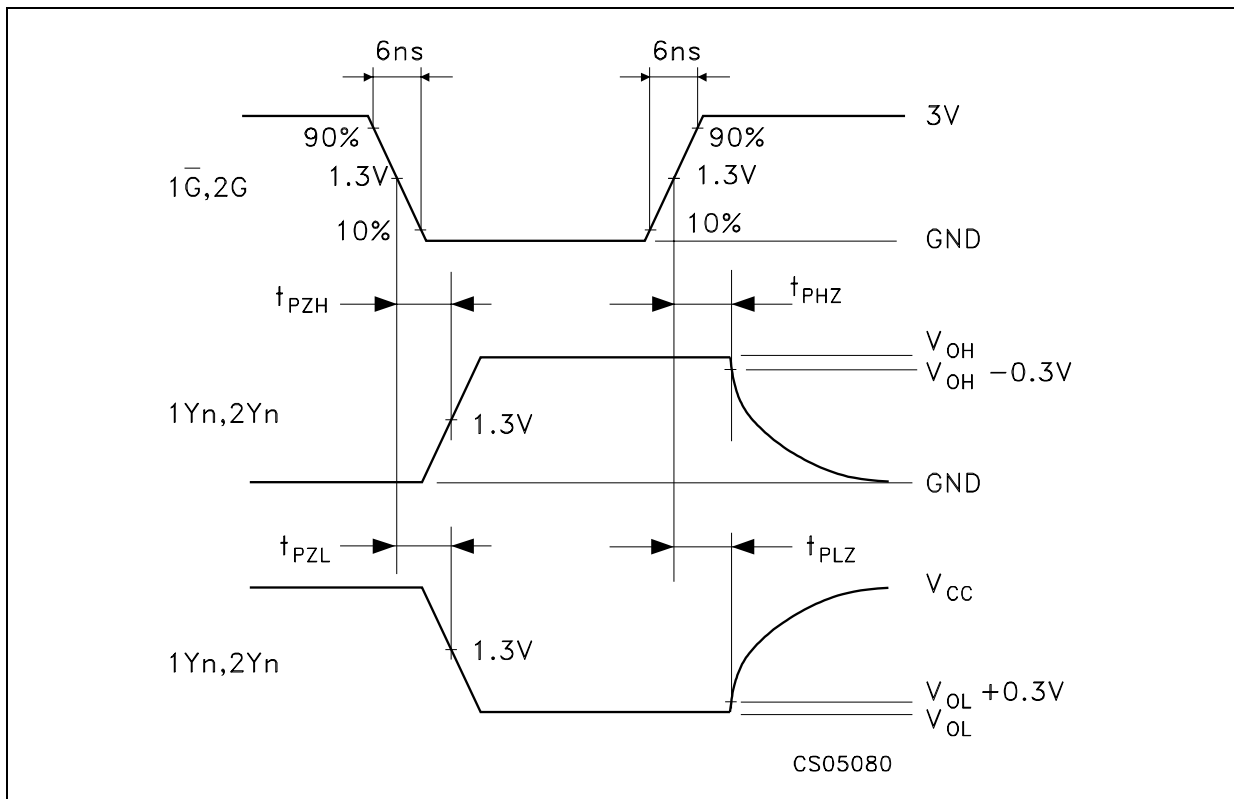 6ns 6ns
3V
90% 90%
1G̅,2G 1.3V 1.3V
10% 10%
GND
tPZH tPHZ
VOH
VOH −0.3V
1Yn,2Yn 1.3V
GND
tPZL tPLZ
VCC
1Yn,2Yn 1.3V
VOL +0.3V
VOL
CS05080